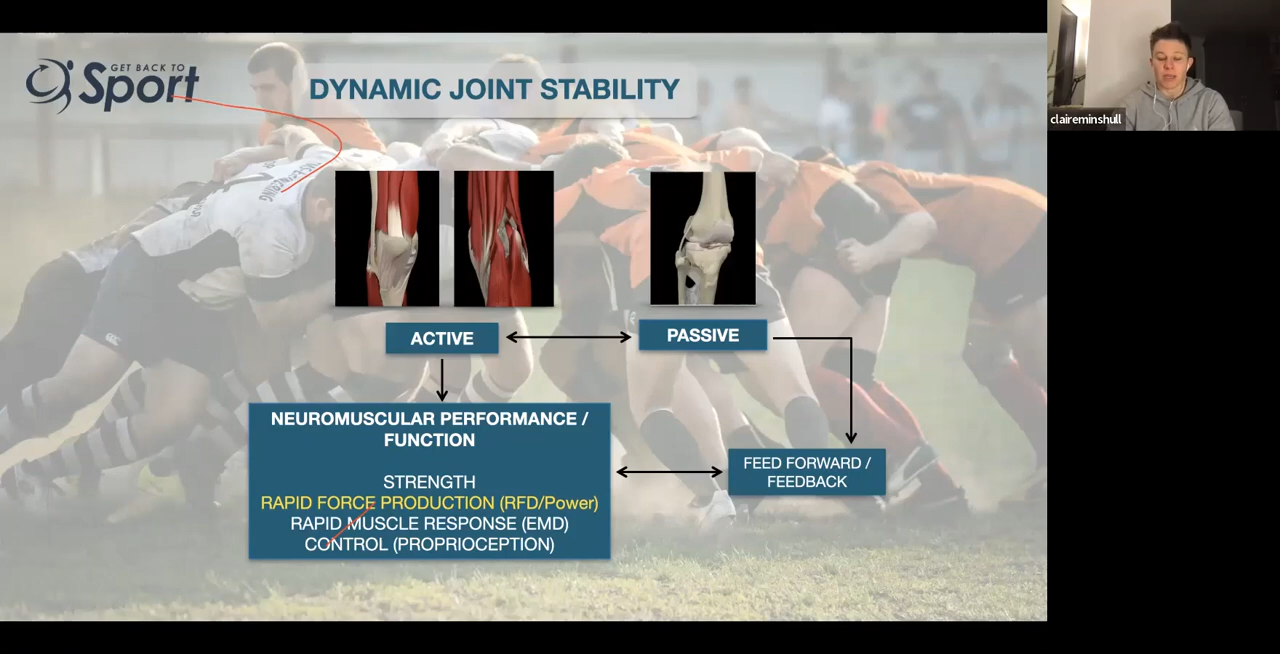 GET BACK TO
Sport
DYNAMIC JOINT STABILITY
claireminshull
ACTIVE
PASSIVE
NEUROMUSCULAR PERFORMANCE /
FUNCTION
STRENGTH
RAPID FORCE PRODUCTION (RFD/Power)
RAPID MUSCLE RESPONSE (EMD)
CONTROL (PROPRIOCEPTION)
FEED FORWARD /
FEEDBACK